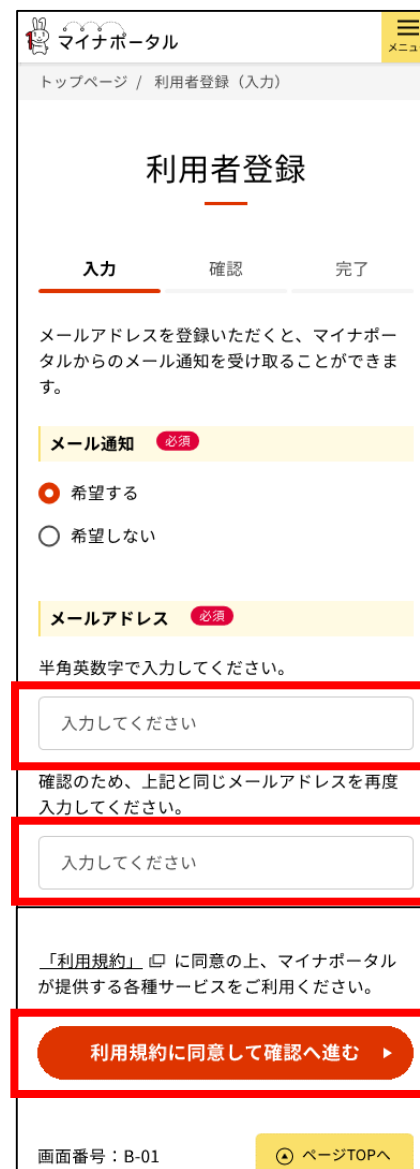 マイナポータル
メニュー
トップページ / 利用者登録（入力）
利用者登録
入力 確認 完了
メールアドレスを登録いただくと、マイナポー
タルからのメール通知を受け取ることができま
す。
メール通知 必須
希望する
希望しない
メールアドレス 必須
半角英数字で入力してください。
入力してください
確認のため、上記と同じメールアドレスを再度
入力してください。
入力してください
「利用規約」 に同意の上、マイナポータル
が提供する各種サービスをご利用ください。
利用規約に同意して確認へ進む
画面番号：B-01
ページTOPへ